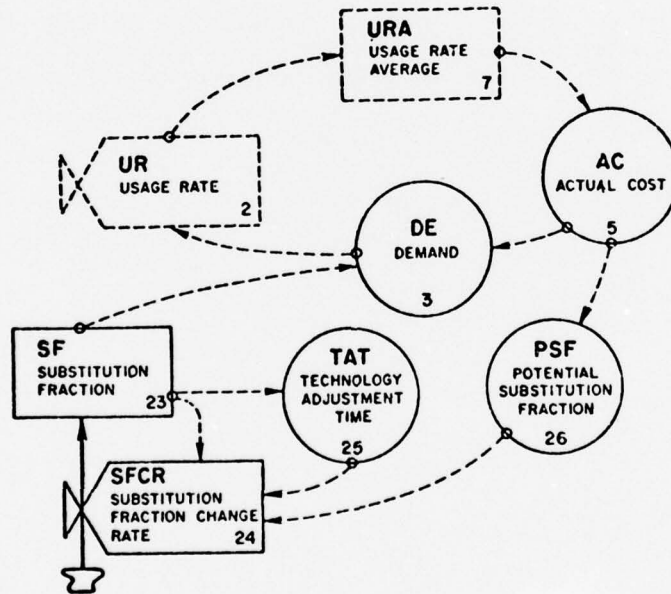 URA
USAGE RATE
AVERAGE
7
UR
USAGE RATE
2
AC
ACTUAL COST
5
DE
DEMAND
3
SF
SUBSTITUTION
FRACTION
23
TAT
TECHNOLOGY
ADJUSTMENT
TIME
25
PSF
POTENTIAL
SUBSTITUTION
FRACTION
26
SFCR
SUBSTITUTION
FRACTION CHANGE
RATE
24